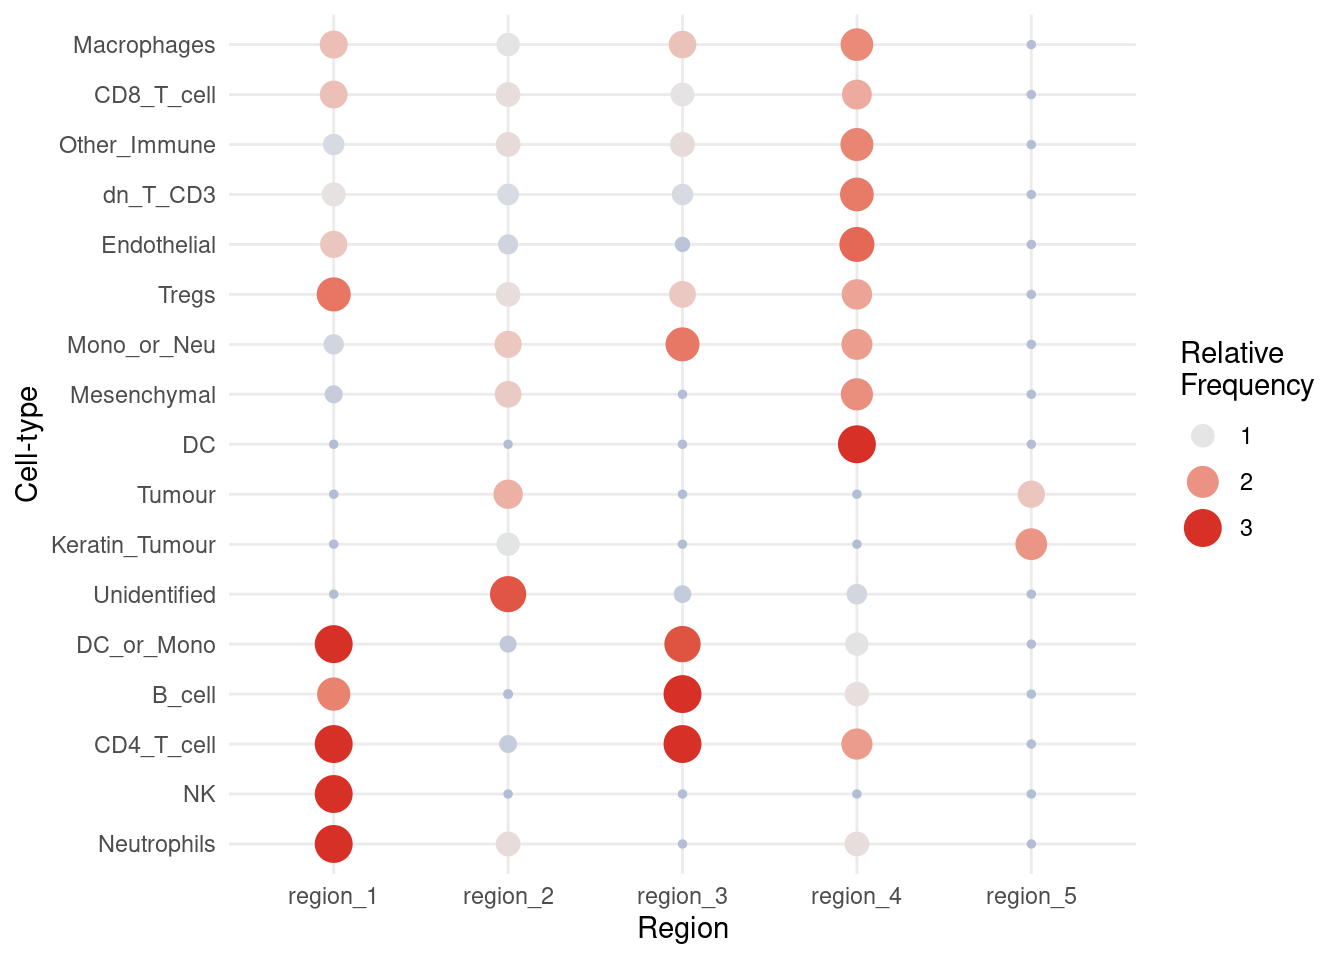 Macrophages
CD8_T_cell
Other_Immune
dn_T_CD3
Endothelial
Tregs
Mono_or_Neu
Mesenchymal
DC
Tumour
Keratin_Tumour
Unidentified
DC_or_Mono
B_cell
CD4_T_cell
NK
Neutrophils
Cell-type
region_1 region_2 region_3 region_4 region_5
Region
Relative
Frequency
1
2
3